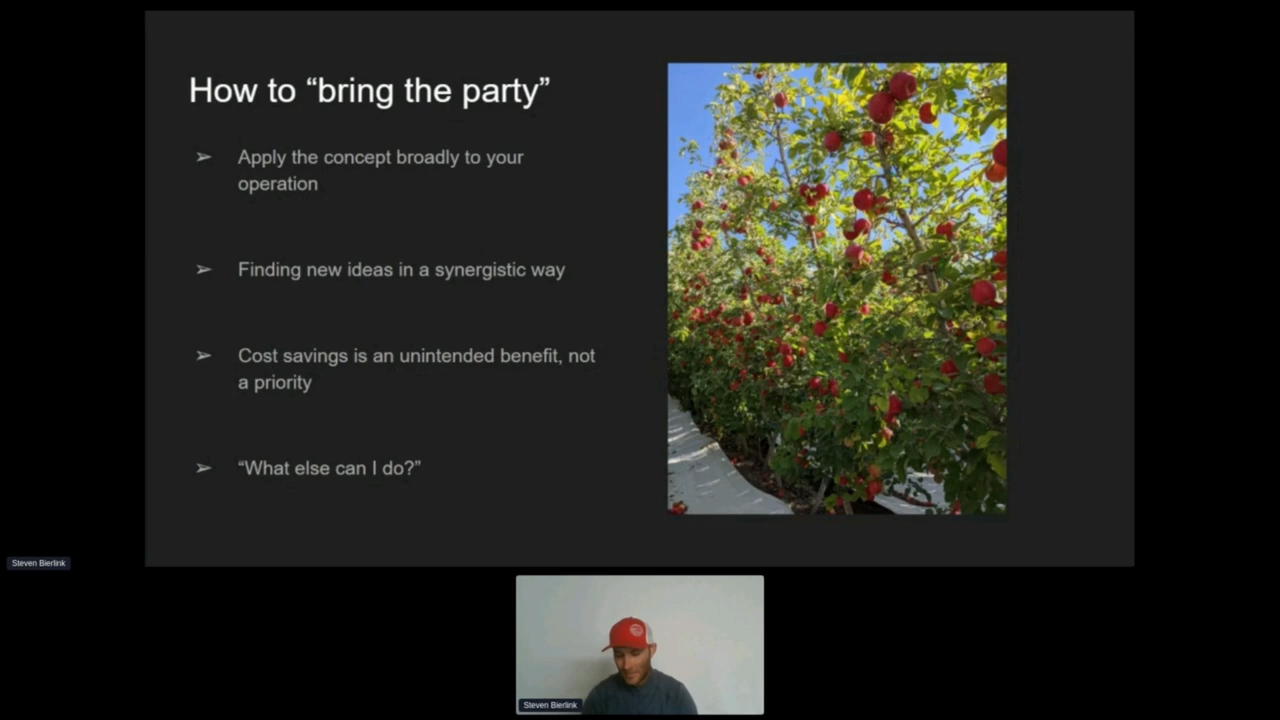 How to “bring the party”
➢ Apply the concept broadly to your
operation
➢ Finding new ideas in a synergistic way
➢ Cost savings is an unintended benefit, not
a priority
➢ “What else can I do?”
Steven Bierlink
Steven Bierlink